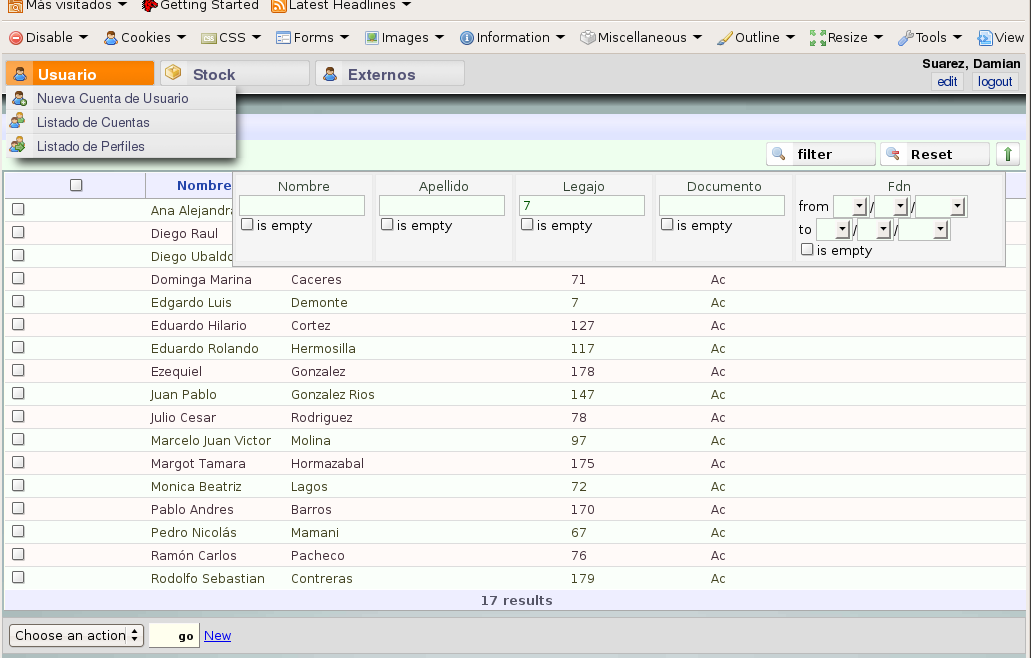 Más visitados Getting Started Latest Headlines
Disable Cookies CSS Forms Images Information Miscellaneous Outline Resize Tools View
Suarez, Damian
Usuario Stock Externos
edit logout
Nueva Cuenta de Usuario
Listado de Cuentas
Listado de Perfiles
filter Reset
Nombre
Nombre Apellido Legajo Documento Fdn
7
from / /
is empty is empty is empty is empty
to / /
is empty
Ana Alejandra
Diego Raul
Diego Ubaldo
Dominga Marina Caceres 71 Ac
Edgardo Luis Demonte 7 Ac
Eduardo Hilario Cortez 127 Ac
Eduardo Rolando Hermosilla 117 Ac
Ezequiel Gonzalez 178 Ac
Juan Pablo Gonzalez Rios 147 Ac
Julio Cesar Rodriguez 78 Ac
Marcelo Juan Victor Molina 97 Ac
Margot Tamara Hormazabal 175 Ac
Monica Beatriz Lagos 72 Ac
Pablo Andres Barros 170 Ac
Pedro Nicolás Mamani 67 Ac
Ramón Carlos Pacheco 76 Ac
Rodolfo Sebastian Contreras 179 Ac
17 results
Choose an action go New